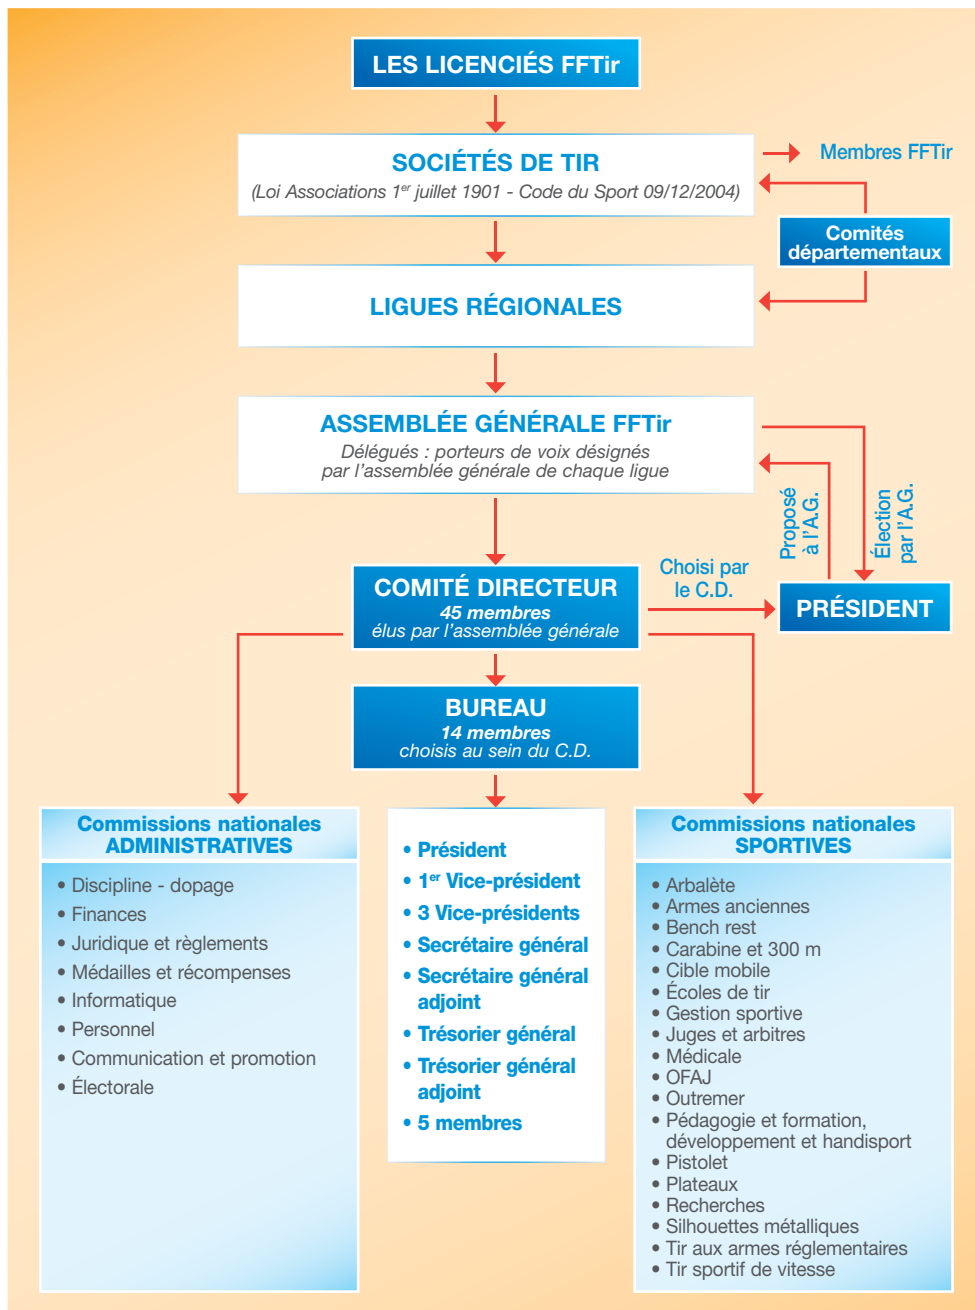 LES LICENCIÉS FFTir
SOCIÉTÉS DE TIR
(Loi Associations 1er juillet 1901 - Code du Sport 09/12/2004)
Membres FFTir
Comités
départementaux
LIGUES RÉGIONALES
ASSEMBLÉE GÉNÉRALE FFTir
Délégués : porteurs de voix désignés
par l'assemblée générale de chaque ligue
Proposé
à l'A.G.
Élection
par l'A.G.
COMITÉ DIRECTEUR
45 membres
élus par l'assemblée générale
Choisi par
le C.D.
PRÉSIDENT
BUREAU
14 membres
choisis au sein du C.D.
Commissions nationales
ADMINISTRATIVES
• Discipline - dopage
• Finances
• Juridique et règlements
• Médailles et récompenses
• Informatique
• Personnel
• Communication et promotion
• Électorale
• Président
• 1er Vice-président
• 3 Vice-présidents
• Secrétaire général
• Secrétaire général
adjoint
• Trésorier général
• Trésorier général
adjoint
• 5 membres
Commissions nationales
SPORTIVES
• Arbalète
• Armes anciennes
• Bench rest
• Carabine et 300 m
• Cible mobile
• Écoles de tir
• Gestion sportive
• Juges et arbitres
• Médicale
• OFAJ
• Outremer
• Pédagogie et formation,
développement et handisport
• Pistolet
• Plateaux
• Recherches
• Silhouettes métalliques
• Tir aux armes réglementaires
• Tir sportif de vitesse